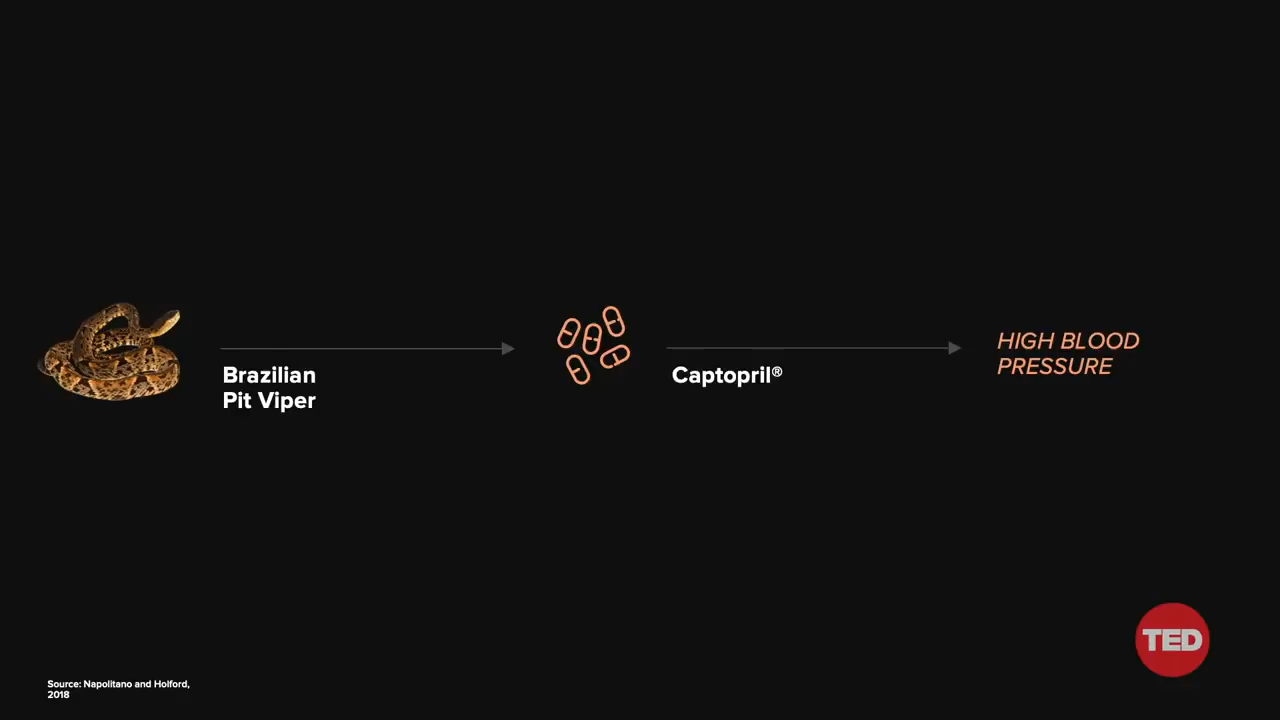 Brazilian
Pit Viper
Captopril®
HIGH BLOOD
PRESSURE
TED
Source: Napolitano and Holford,
2018